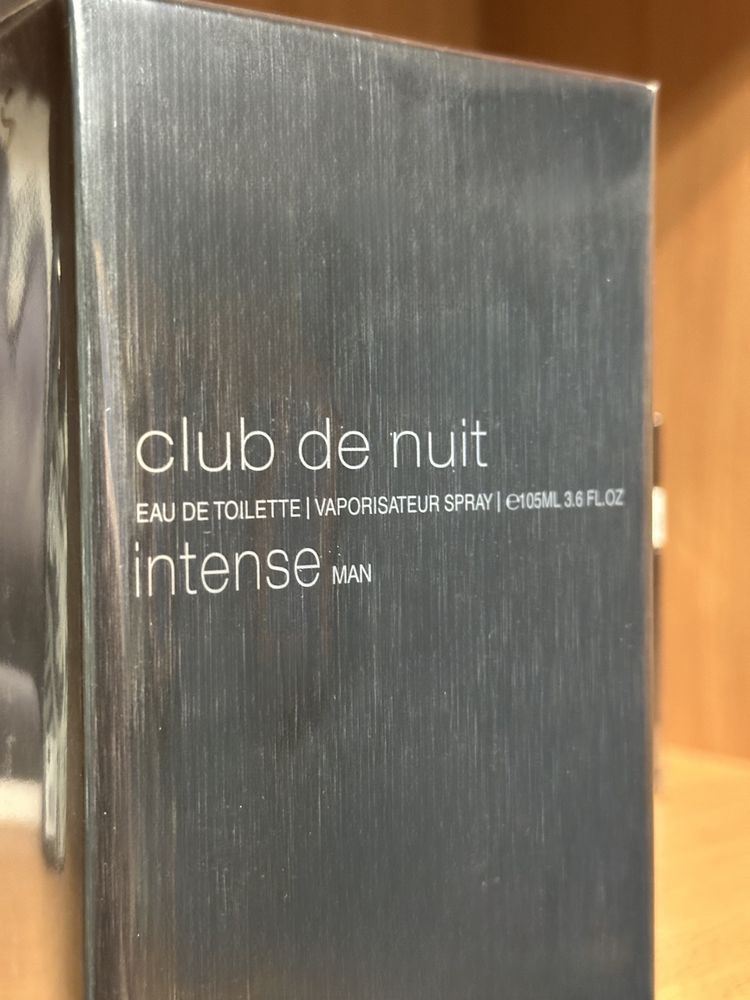 club de nuit
EAU DE TOILETTE | VAPORISATEUR SPRAY | ℮105ML 3.6 FL.OZ
intense MAN